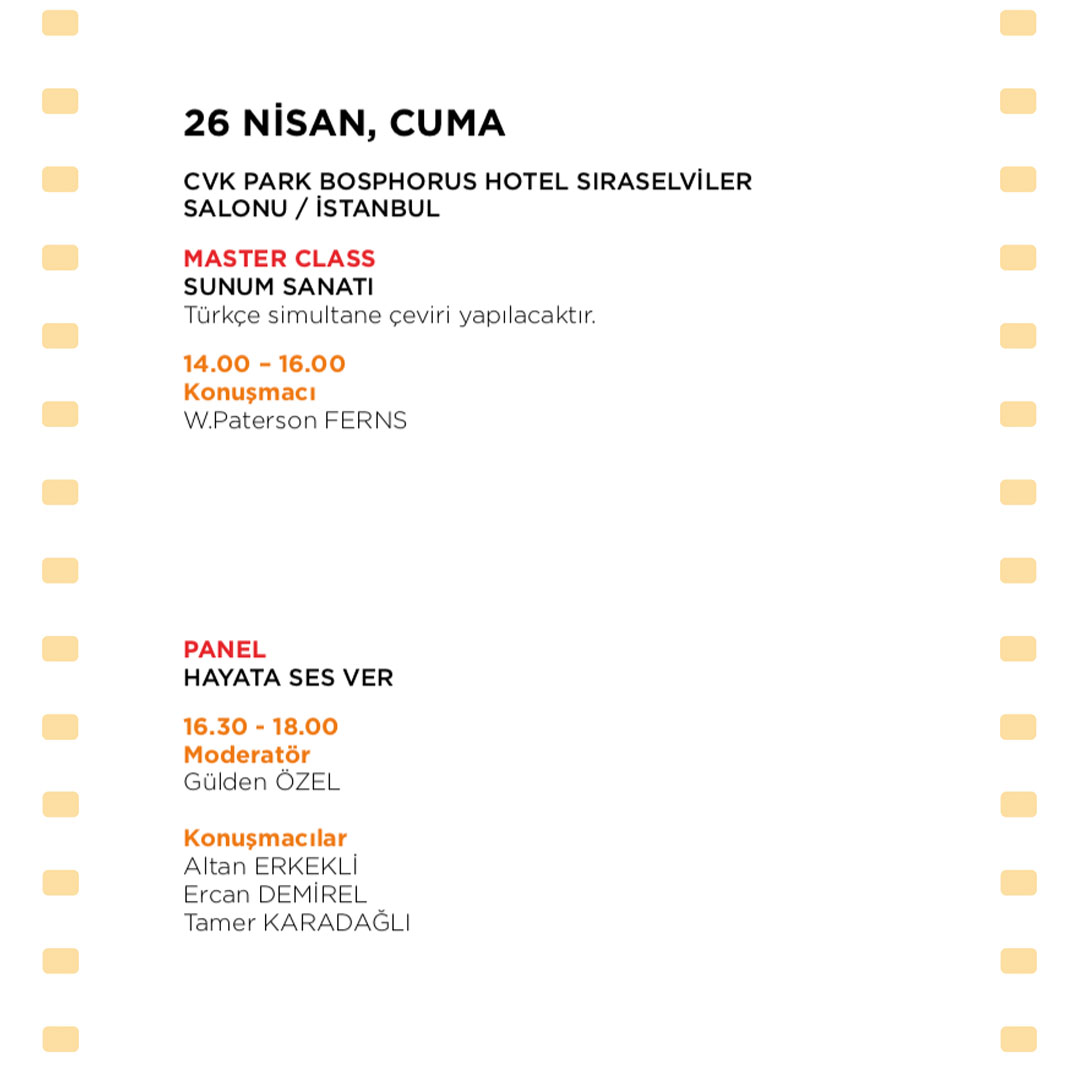 26 NİSAN, CUMA
CVK PARK BOSPHORUS HOTEL SIRASELVİLER
SALONU / İSTANBUL
MASTER CLASS
SUNUM SANATI
Türkçe simultane çeviri yapılacaktır.
14.00 – 16.00
Konuşmacı
W.Paterson FERNS
PANEL
HAYATA SES VER
16.30 - 18.00
Moderatör
Gülden ÖZEL
Konuşmacılar
Altan ERKEKLİ
Ercan DEMİREL
Tamer KARADAĞLI